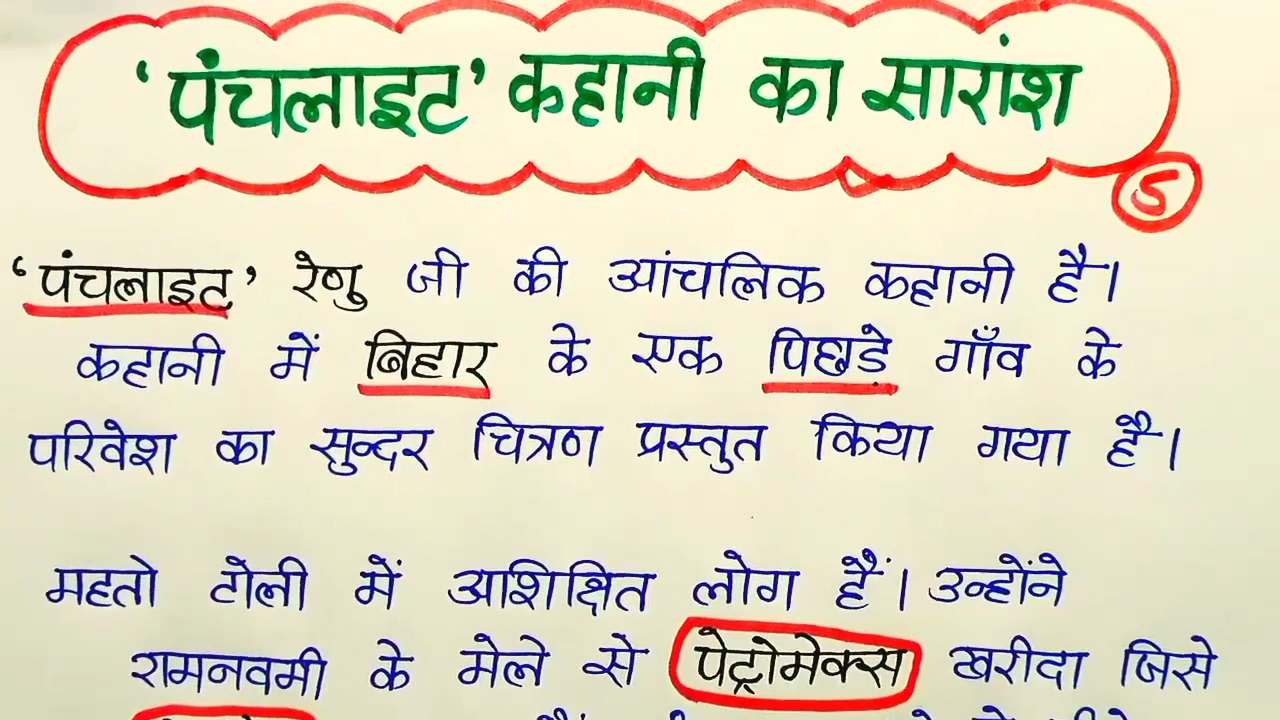 'पंचलाइट' कहानी का सारांश
5
'पंचलाइट' रेणु जी की आंचलिक कहानी है।
कहानी में बिहार के एक पिछडे़ गाँव के
परिवेश का सुन्दर चित्रण प्रस्तुत किया गया है।
महतो टोली में अशिक्षित लोग हैं। उन्होंने
रामनवमी के मेले से पेट्रोमेक्स खरीदा जिसे